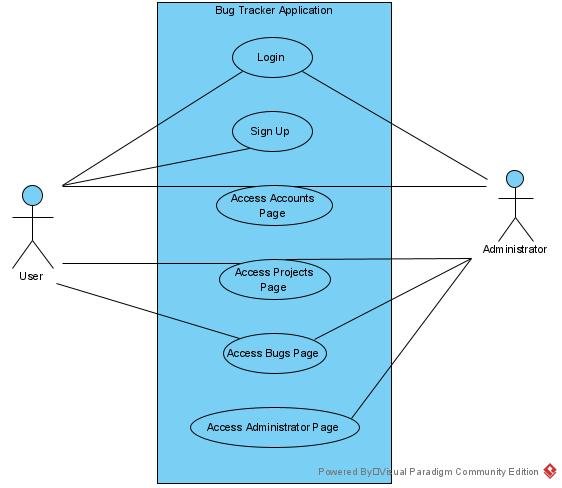 Bug Tracker Application
Login
Sign Up
Access Accounts
Page
User
Administrator
Access Projects
Page
Access Bugs Page
Access Administrator Page
Powered By□Visual Paradigm Community Edition